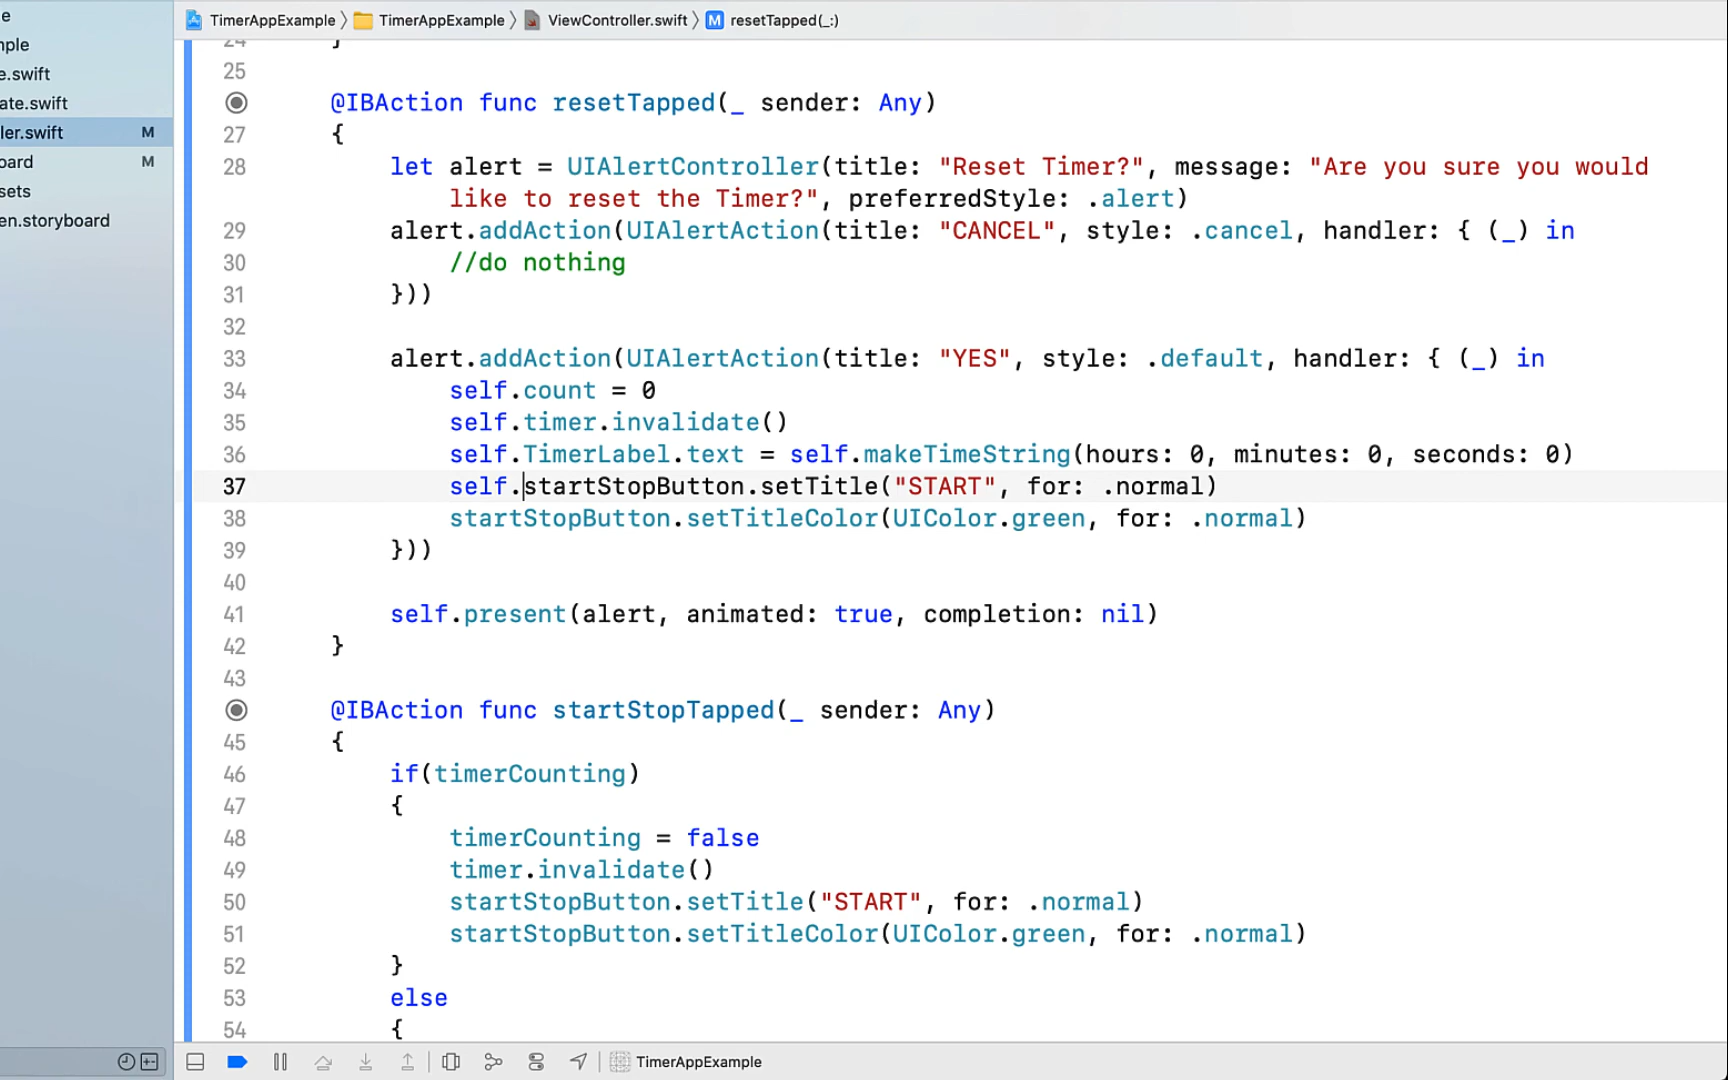 TimerAppExample 〉 TimerAppExample 〉 ViewController.swift 〉 M resetTapped(_:)
e
mple
e.swift
ate.swift
ler.swift M
oard M
sets
en.storyboard
24 }
25
@IBAction func resetTapped(_ sender: Any)
27 {
28 let alert = UIAlertController(title: "Reset Timer?", message: "Are you sure you would
like to reset the Timer?", preferredStyle: .alert)
29 alert.addAction(UIAlertAction(title: "CANCEL", style: .cancel, handler: { (_) in
30 //do nothing
31 }))
32
33 alert.addAction(UIAlertAction(title: "YES", style: .default, handler: { (_) in
34 self.count = 0
35 self.timer.invalidate()
36 self.TimerLabel.text = self.makeTimeString(hours: 0, minutes: 0, seconds: 0)
37 self.startStopButton.setTitle("START", for: .normal)
38 startStopButton.setTitleColor(UIColor.green, for: .normal)
39 }))
40
41 self.present(alert, animated: true, completion: nil)
42 }
43
@IBAction func startStopTapped(_ sender: Any)
45 {
46 if(timerCounting)
47 {
48 timerCounting = false
49 timer.invalidate()
50 startStopButton.setTitle("START", for: .normal)
51 startStopButton.setTitleColor(UIColor.green, for: .normal)
52 }
53 else
54 {
TimerAppExample